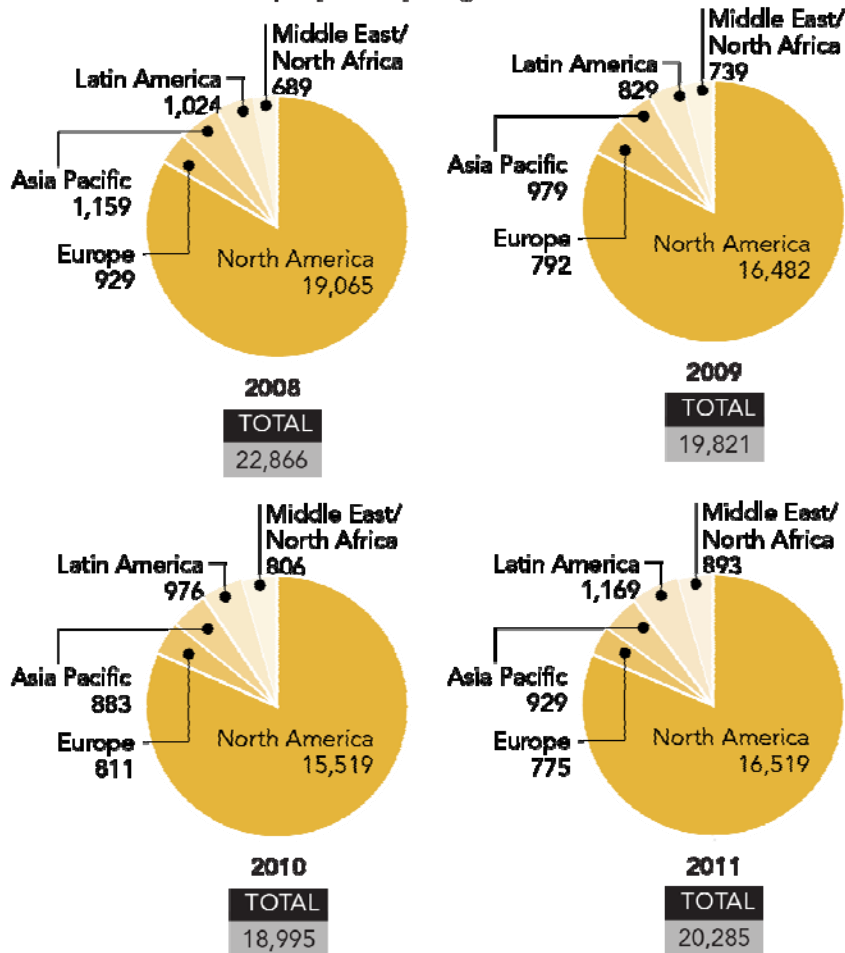 Middle East/
North Africa
689
Latin America
1,024
Asia Pacific
1,159
Europe
929
North America
19,065
2008
TOTAL
22,866
Middle East/
North Africa
739
Latin America
829
Asia Pacific
979
Europe
792
North America
16,482
2009
TOTAL
19,821
Middle East/
North Africa
806
Latin America
976
Asia Pacific
883
Europe
811
North America
15,519
2010
TOTAL
18,995
Middle East/
North Africa
893
Latin America
1,169
Asia Pacific
929
Europe
775
North America
16,519
2011
TOTAL
20,285